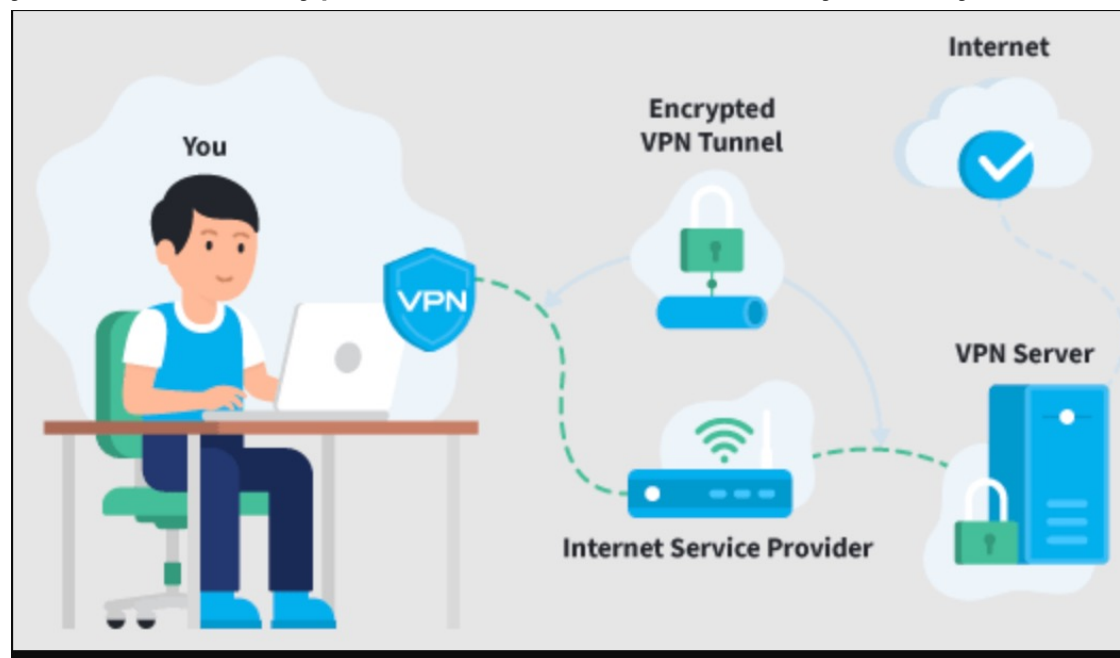 You
VPN
Encrypted
VPN Tunnel
Internet
VPN Server
Internet Service Provider